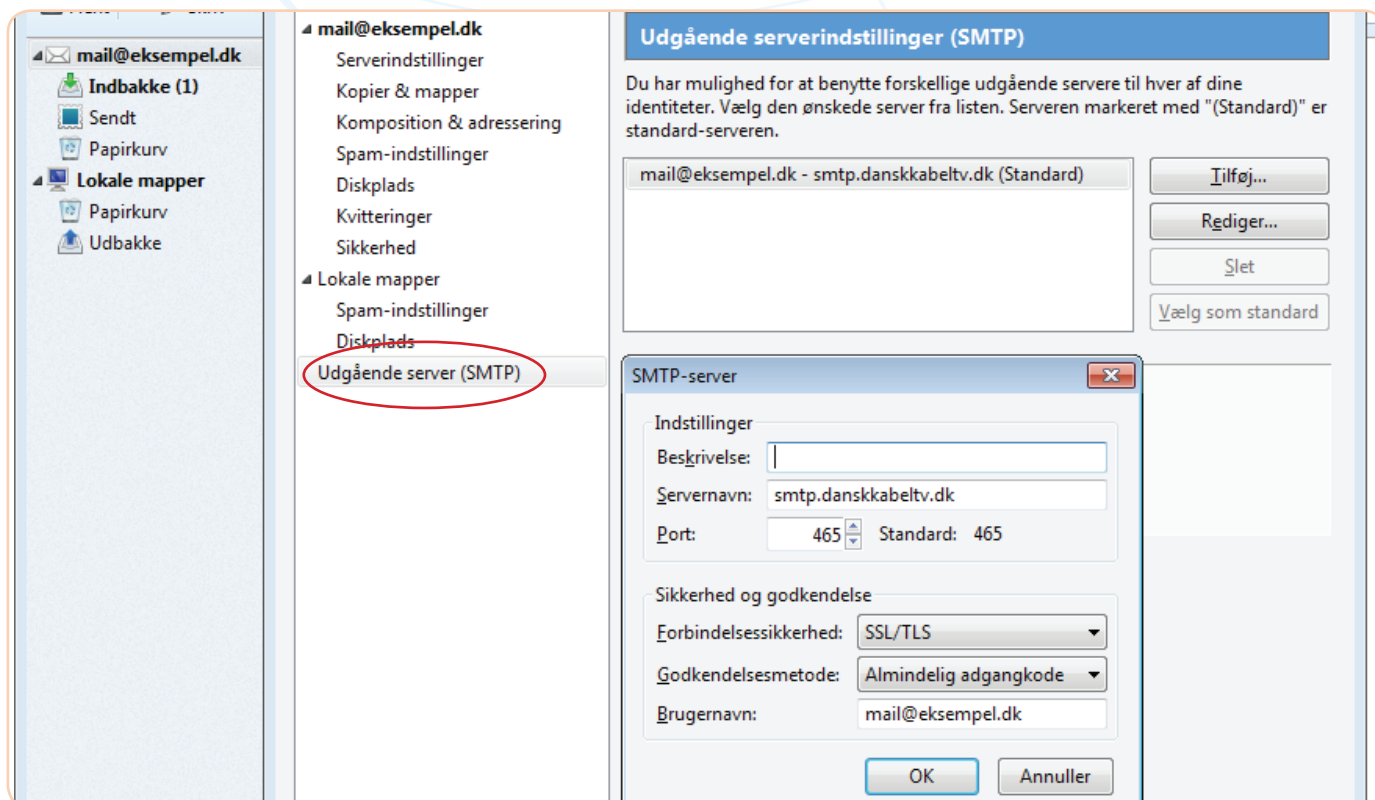 mail@eksempel.dk
Indbakke (1)
Sendt
Papirkurv
Lokale mapper
Papirkurv
Udbakke
mail@eksempel.dk
Serverindstillinger
Kopier & mapper
Komposition & adressering
Spam-indstillinger
Diskplads
Kvitteringer
Sikkerhed
Lokale mapper
Spam-indstillinger
Diskplads
Udgående server (SMTP)
Udgående serverindstillinger (SMTP)
Du har mulighed for at benytte forskellige udgående servere til hver af dine
identiteter. Vælg den ønskede server fra listen. Serveren markeret med "(Standard)" er
standard-serveren.
mail@eksempel.dk - smtp.danskkabeltv.dk (Standard)
Tilføj...
Rediger...
Slet
Vælg som standard
SMTP-server
Indstillinger
Beskrivelse:
Servernavn: smtp.danskkabeltv.dk
Port: 465 Standard: 465
Sikkerhed og godkendelse
Forbindelsessikkerhed: SSL/TLS
Godkendelsesmetode: Almindelig adgangkode
Brugernavn: mail@eksempel.dk
OK Annuller